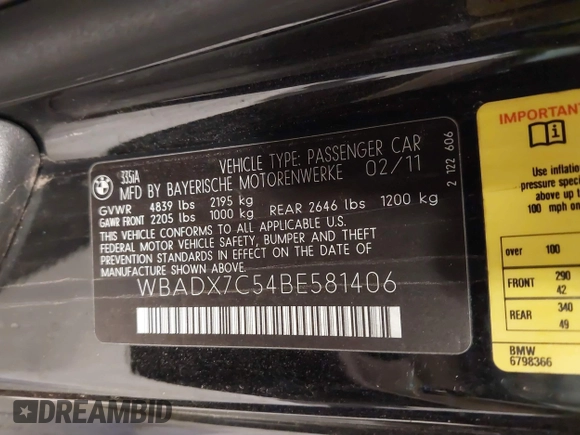 BMW
335iA
VEHICLE TYPE: PASSENGER CAR
MFD BY BAYERISCHE MOTORENWERKE 02/11
GVWR 4839 lbs 2195 kg
GAWR FRONT 2205 lbs 1000 kg REAR 2646 lbs 1200 kg
THIS VEHICLE CONFORMS TO ALL APPLICABLE U.S.
FEDERAL MOTOR VEHICLE SAFETY, BUMPER AND THEFT
PREVENTION STANDARDS IN EFFECT ON THE DATE OF
MANUFACTURE SHOWN ABOVE.
WBADX7C54BE581406
2 122 606
IMPORTANT
Use inflation
pressure spec
above
100 mph on
over 100
FRONT 290
42
REAR 340
49
BMW
6798366
DREAMBID